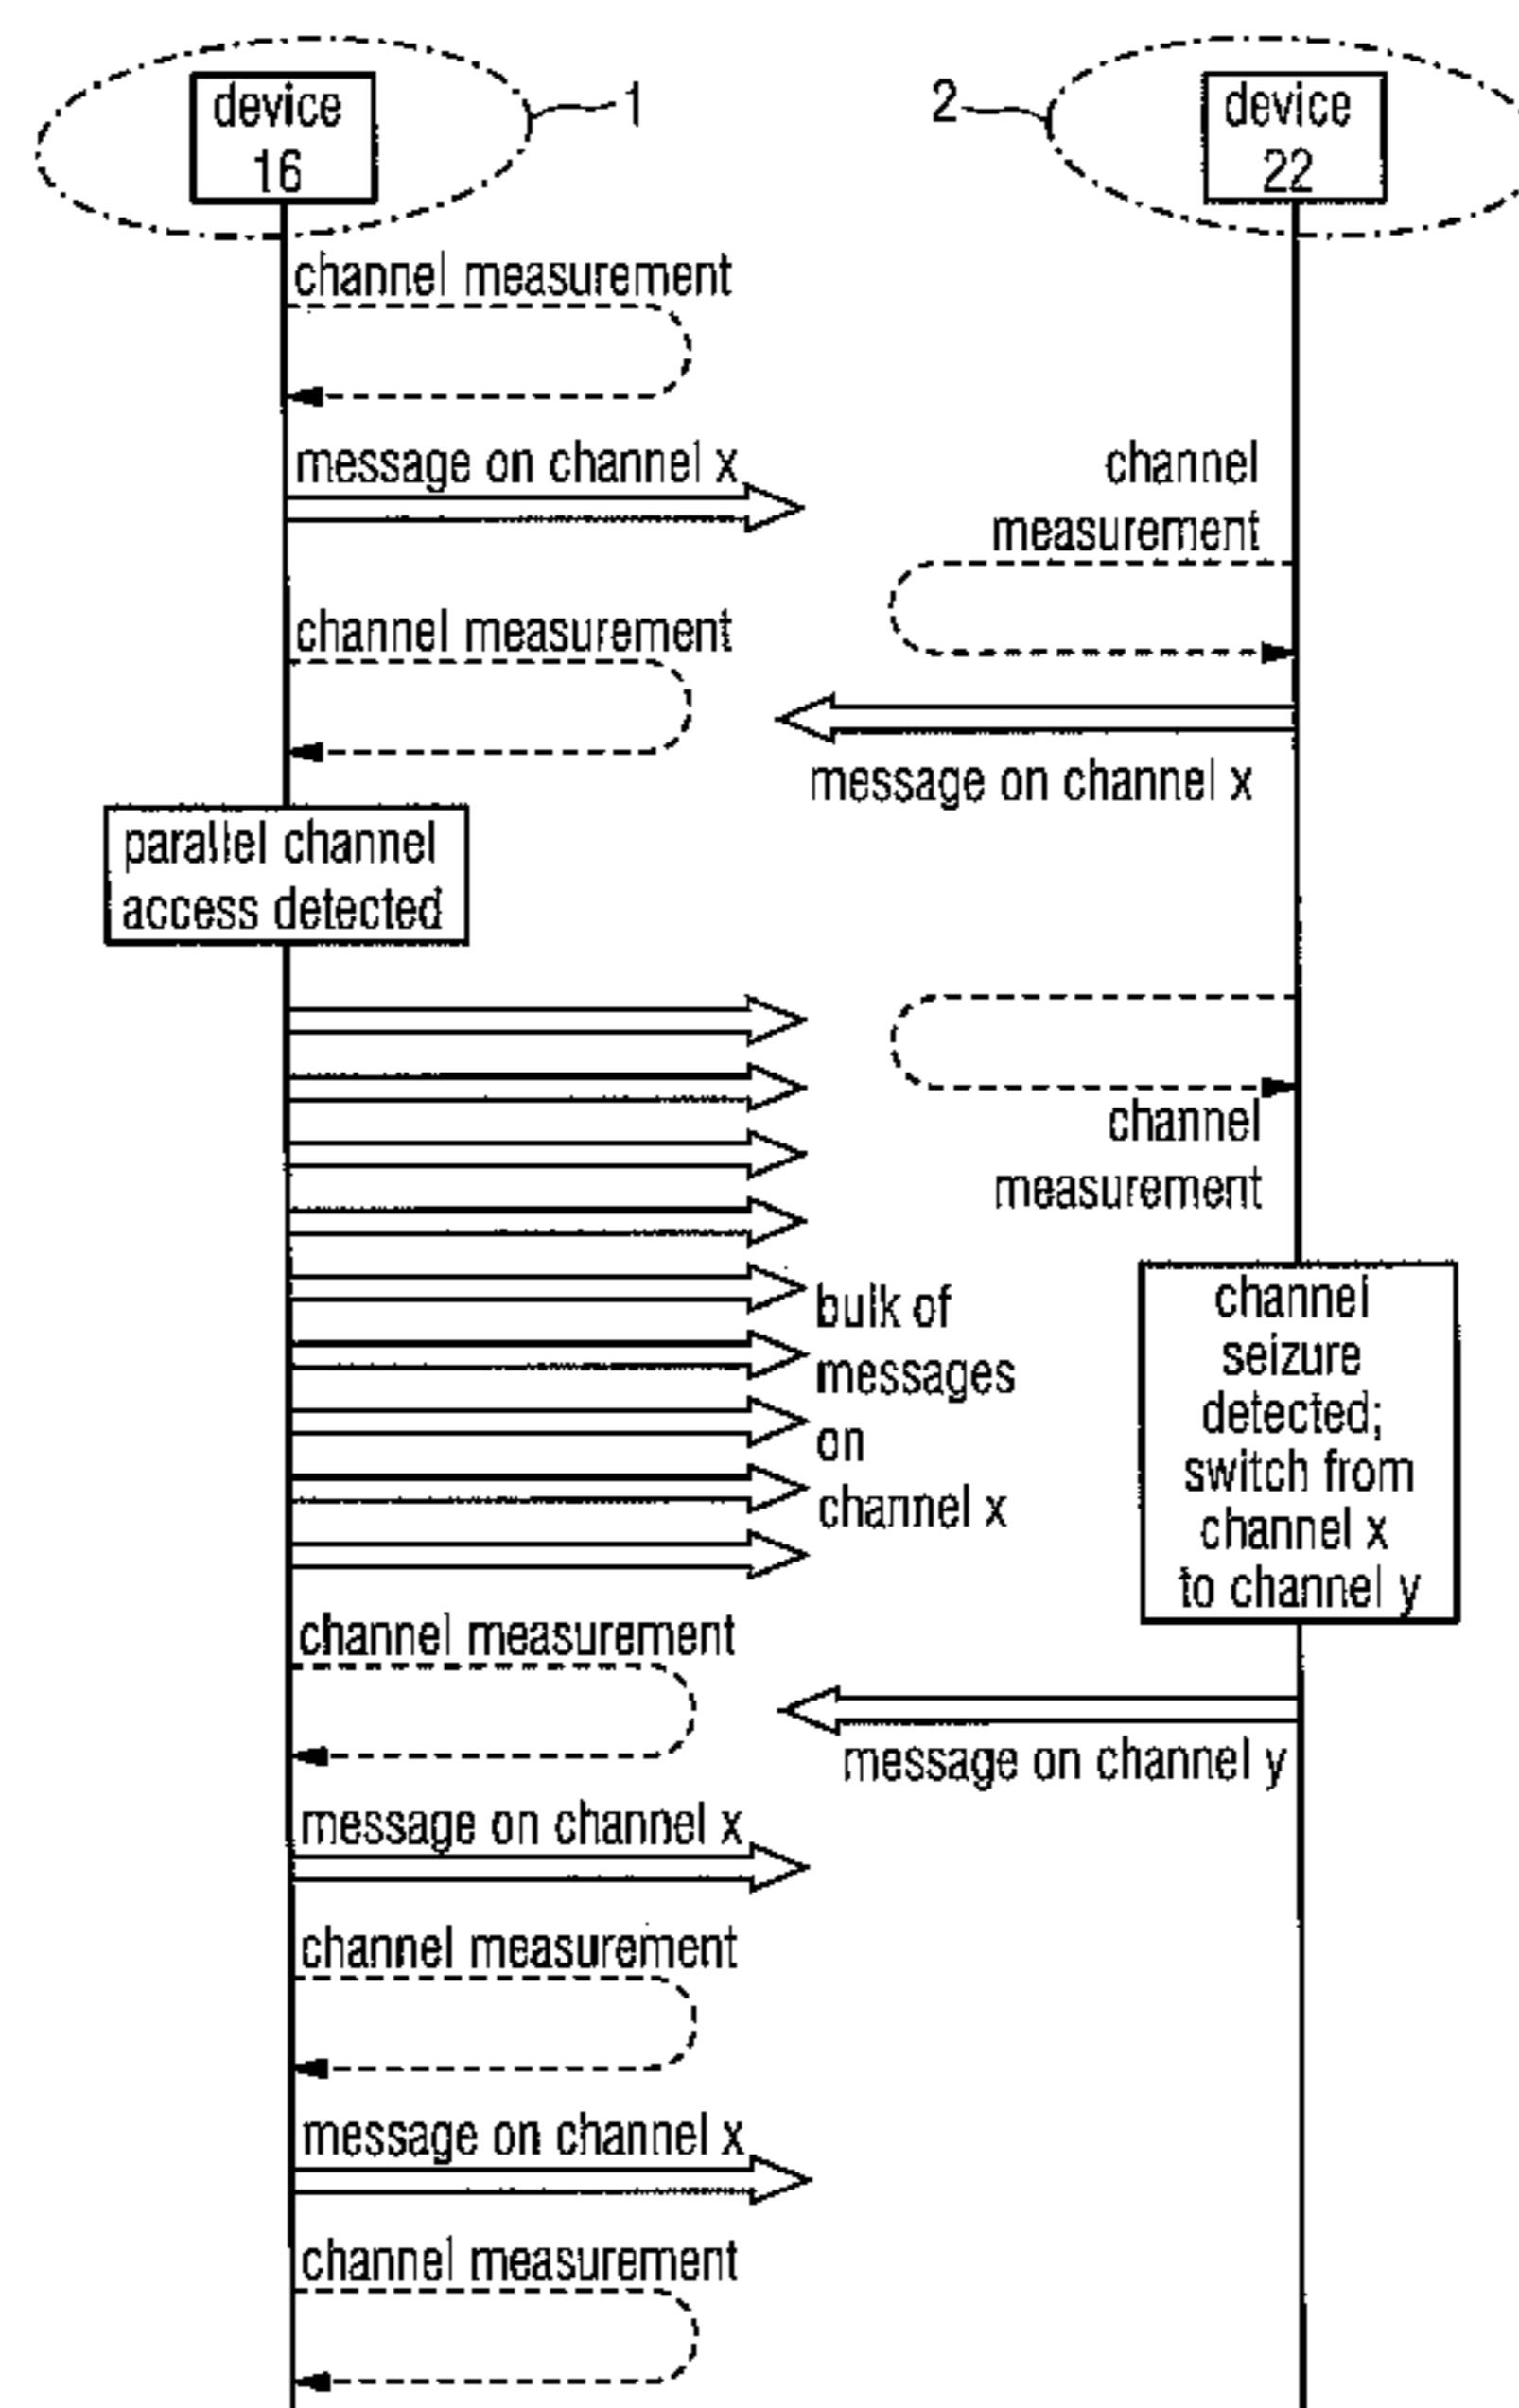 device
16
1
2
device
22
channel measurement
message on channel x
channel
measurement
channel measurement
message on channel x
parallel channel
access detected
channel
measurement
bulk of
messages
on
channel x
channel
seizure
detected;
switch from
channel x
to channel y
channel measurement
message on channel y
message on channel x
channel measurement
message on channel x
channel measurement